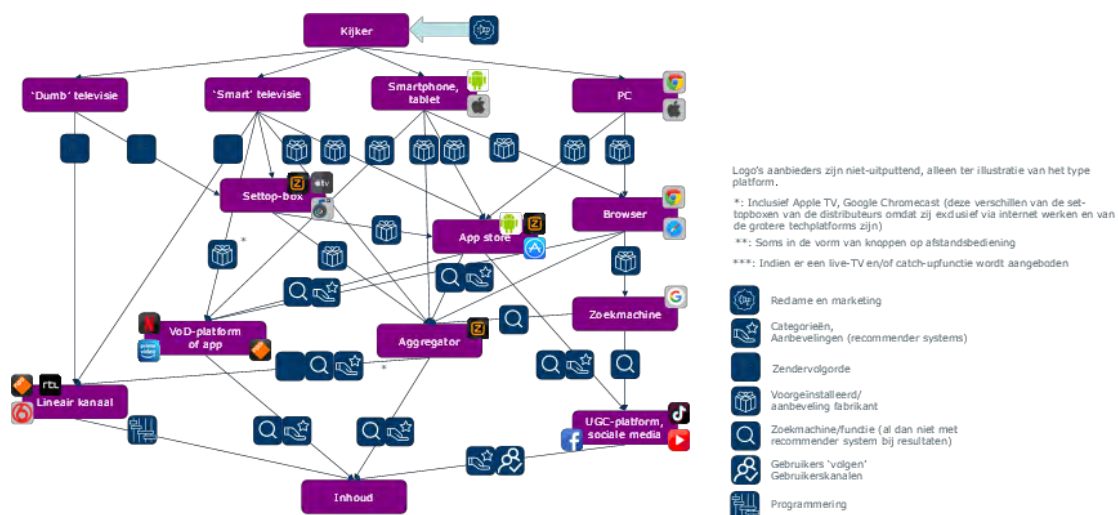 Kijker
'Dumb' televisie
'Smart' televisie
Smartphone,
tablet
PC
Settop-box
tv
App store
Browser
*
VoD-platform
of app
prime
video
Aggregator
Zoekmachine
*
rtl
Lineair kanaal
UGC-platform,
sociale media
Inhoud
Logo's aanbieders zijn niet-uitputtend, alleen ter illustratie van het type
platform.
*: Inclusief Apple TV, Google Chromecast (deze verschillen van de set-
topboxen van de distributeurs omdat zij exclusief via internet werken en van
de grotere techplatforms zijn)
**: Soms in de vorm van knoppen op afstandsbediening
***: Indien er een live-TV en/of catch-upfunctie wordt aangeboden
Reclame en marketing
Categorieën,
Aanbevelingen (recommender systems)
Zendervolgorde
Voorgeïnstalleerd/
aanbeveling fabrikant
Zoekmachine/functie (al dan niet met
recommender system bij resultaten)
Gebruikers 'volgen'
Gebruikerskanalen
Programmering